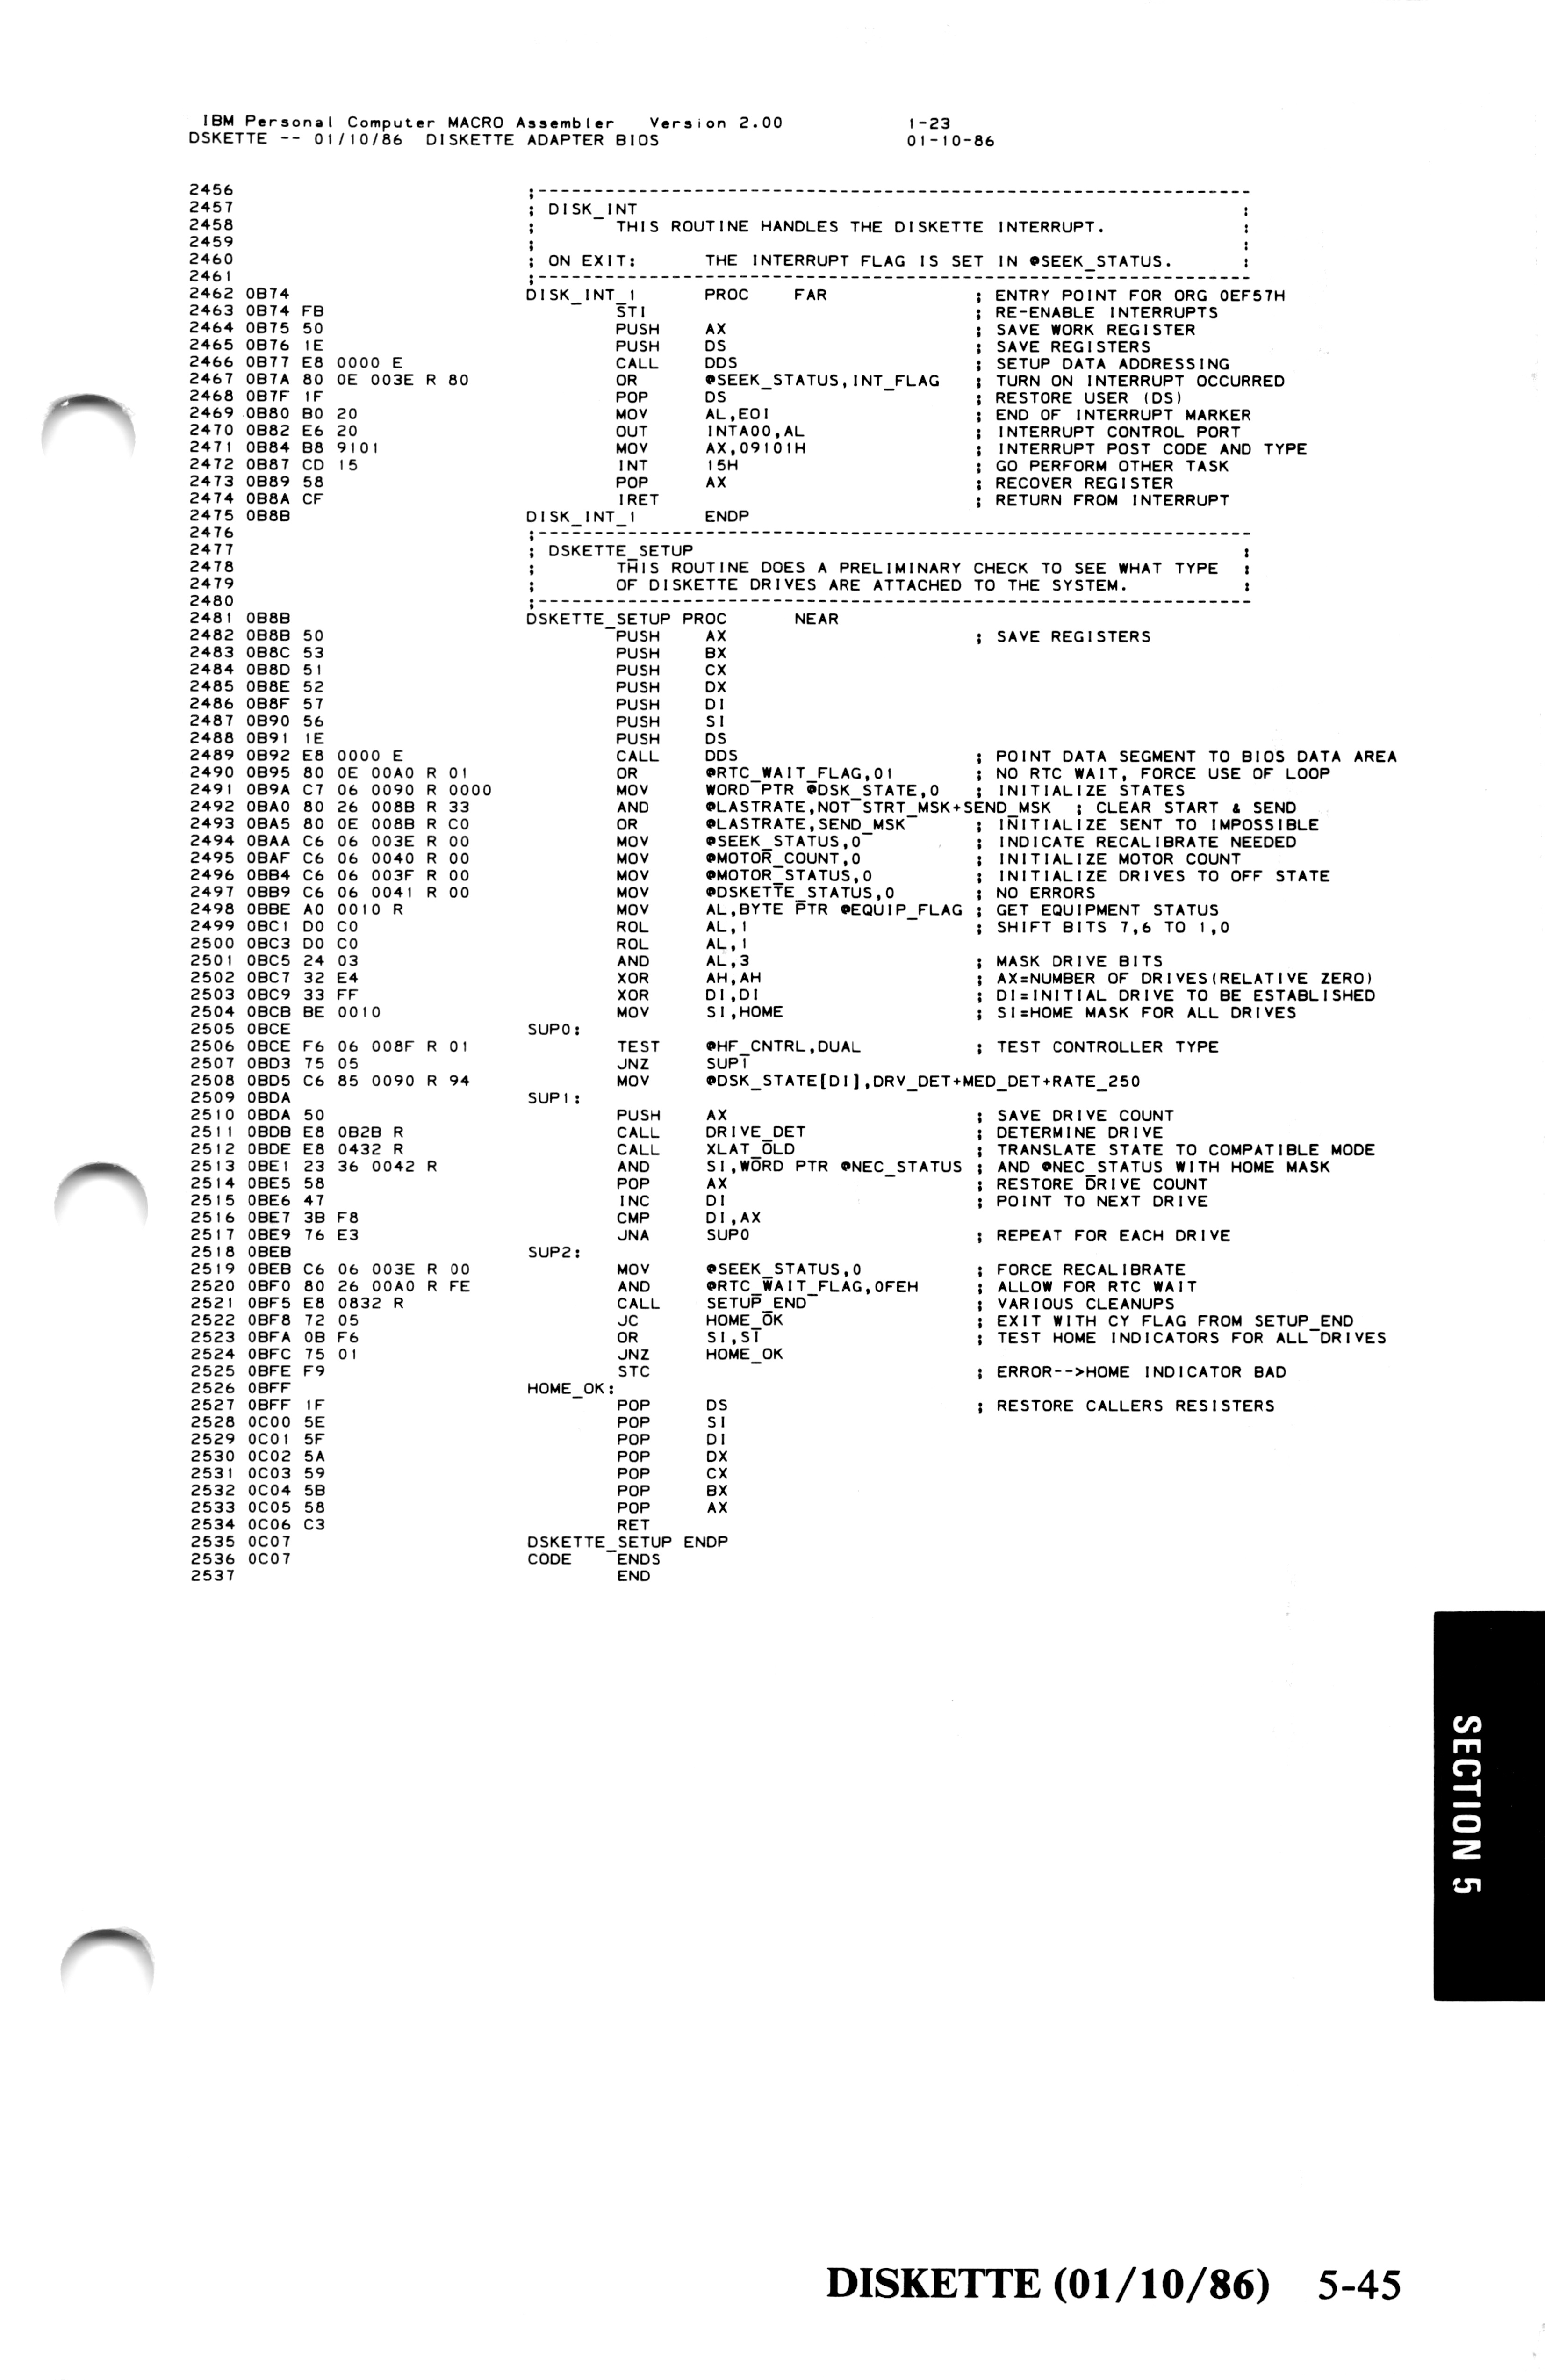 IBM Personal Computer MACRO Assembler   Version 2.00          1-23
DSKETTE -- 01/10/86  DISKETTE ADAPTER BIOS                    01-10-86
2456                            ;---------------------------------------------------------------
2457                            ; DISK_INT                                                      :
2458                            ;       THIS ROUTINE HANDLES THE DISKETTE INTERRUPT.            :
2459                            ;                                                               :
2460                            ; ON EXIT:      THE INTERRUPT FLAG IS SET IN @SEEK_STATUS.      :
2461                            ;---------------------------------------------------------------
2462 0B74                       DISK_INT_1      PROC    FAR             ; ENTRY POINT FOR ORG 0EF57H
2463 0B74 FB                            STI                             ; RE-ENABLE INTERRUPTS
2464 0B75 50                            PUSH    AX                      ; SAVE WORK REGISTER
2465 0B76 1E                            PUSH    DS                      ; SAVE REGISTERS
2466 0B77 E8 0000 E                     CALL    DDS                     ; SETUP DATA ADDRESSING
2467 0B7A 80 0E 003E R 80               OR      @SEEK_STATUS,INT_FLAG   ; TURN ON INTERRUPT OCCURRED
2468 0B7F 1F                            POP     DS                      ; RESTORE USER (DS)
2469 0B80 B0 20                         MOV     AL,EOI                  ; END OF INTERRUPT MARKER
2470 0B82 E6 20                         OUT     INTA00,AL               ; INTERRUPT CONTROL PORT
2471 0B84 B8 9101                       MOV     AX,09101H               ; INTERRUPT POST CODE AND TYPE
2472 0B87 CD 15                         INT     15H                     ; GO PERFORM OTHER TASK
2473 0B89 58                            POP     AX                      ; RECOVER REGISTER
2474 0B8A CF                            IRET                            ; RETURN FROM INTERRUPT
2475 0B8B                       DISK_INT_1      ENDP
2476                            ;---------------------------------------------------------------
2477                            ; DSKETTE_SETUP                                                 :
2478                            ;       THIS ROUTINE DOES A PRELIMINARY CHECK TO SEE WHAT TYPE  :
2479                            ;       OF DISKETTE DRIVES ARE ATTACHED TO THE SYSTEM.          :
2480                            ;---------------------------------------------------------------
2481 0B8B                       DSKETTE_SETUP PROC      NEAR
2482 0B8B 50                            PUSH    AX                      ; SAVE REGISTERS
2483 0B8C 53                            PUSH    BX
2484 0B8D 51                            PUSH    CX
2485 0B8E 52                            PUSH    DX
2486 0B8F 57                            PUSH    DI
2487 0B90 56                            PUSH    SI
2488 0B91 1E                            PUSH    DS
2489 0B92 E8 0000 E                     CALL    DDS                     ; POINT DATA SEGMENT TO BIOS DATA AREA
2490 0B95 80 0E 00A0 R 01               OR      @RTC_WAIT_FLAG,01       ; NO RTC WAIT, FORCE USE OF LOOP
2491 0B9A C7 06 0090 R 0000             MOV     WORD PTR @DSK_STATE,0   ; INITIALIZE STATES
2492 0BA0 80 26 008B R 33               AND     @LASTRATE,NOT STRT_MSK+SEND_MSK  ; CLEAR START & SEND
2493 0BA5 80 0E 008B R C0               OR      @LASTRATE,SEND_MSK      ; INITIALIZE SENT TO IMPOSSIBLE
2494 0BAA C6 06 003E R 00               MOV     @SEEK_STATUS,0          ; INDICATE RECALIBRATE NEEDED
2495 0BAF C6 06 0040 R 00               MOV     @MOTOR_COUNT,0          ; INITIALIZE MOTOR COUNT
2496 0BB4 C6 06 003F R 00               MOV     @MOTOR_STATUS,0         ; INITIALIZE DRIVES TO OFF STATE
2497 0BB9 C6 06 0041 R 00               MOV     @DSKETTE_STATUS,0       ; NO ERRORS
2498 0BBE A0 0010 R                     MOV     AL,BYTE PTR @EQUIP_FLAG ; GET EQUIPMENT STATUS
2499 0BC1 D0 C0                         ROL     AL,1                    ; SHIFT BITS 7,6 TO 1,0
2500 0BC3 D0 C0                         ROL     AL,1
2501 0BC5 24 03                         AND     AL,3                    ; MASK DRIVE BITS
2502 0BC7 32 E4                         XOR     AH,AH                   ; AX=NUMBER OF DRIVES(RELATIVE ZERO)
2503 0BC9 33 FF                         XOR     DI,DI                   ; DI=INITIAL DRIVE TO BE ESTABLISHED
2504 0BCB BE 0010                       MOV     SI,HOME                 ; SI=HOME MASK FOR ALL DRIVES
2505 0BCE                       SUP0:
2506 0BCE F6 06 008F R 01               TEST    @HF_CNTRL,DUAL          ; TEST CONTROLLER TYPE
2507 0BD3 75 05                         JNZ     SUP1
2508 0BD5 C6 85 0090 R 94               MOV     @DSK_STATE[DI],DRV_DET+MED_DET+RATE_250
2509 0BDA                       SUP1:
2510 0BDA 50                            PUSH    AX                      ; SAVE DRIVE COUNT
2511 0BDB E8 0B2B R                     CALL    DRIVE_DET               ; DETERMINE DRIVE
2512 0BDE E8 0432 R                     CALL    XLAT_OLD                ; TRANSLATE STATE TO COMPATIBLE MODE
2513 0BE1 23 36 0042 R                  AND     SI,WORD PTR @NEC_STATUS ; AND @NEC_STATUS WITH HOME MASK
2514 0BE5 58                            POP     AX                      ; RESTORE DRIVE COUNT
2515 0BE6 47                            INC     DI                      ; POINT TO NEXT DRIVE
2516 0BE7 3B F8                         CMP     DI,AX
2517 0BE9 76 E3                         JNA     SUP0                    ; REPEAT FOR EACH DRIVE
2518 0BEB                       SUP2:
2519 0BEB C6 06 003E R 00               MOV     @SEEK_STATUS,0          ; FORCE RECALIBRATE
2520 0BF0 80 26 00A0 R FE               AND     @RTC_WAIT_FLAG,0FEH     ; ALLOW FOR RTC WAIT
2521 0BF5 E8 0832 R                     CALL    SETUP_END               ; VARIOUS CLEANUPS
2522 0BF8 72 05                         JC      HOME_OK                 ; EXIT WITH CY FLAG FROM SETUP_END
2523 0BFA 0B F6                         OR      SI,SI                   ; TEST HOME INDICATORS FOR ALL DRIVES
2524 0BFC 75 01                         JNZ     HOME_OK
2525 0BFE F9                            STC                             ; ERROR-->HOME INDICATOR BAD
2526 0BFF                       HOME_OK:
2527 0BFF 1F                            POP     DS                      ; RESTORE CALLERS RESISTERS
2528 0C00 5E                            POP     SI
2529 0C01 5F                            POP     DI
2530 0C02 5A                            POP     DX
2531 0C03 59                            POP     CX
2532 0C04 5B                            POP     BX
2533 0C05 58                            POP     AX
2534 0C06 C3                            RET
2535 0C07                       DSKETTE_SETUP ENDP
2536 0C07                       CODE    ENDS
2537                                    END
SECTION 5
DISKETTE (01/10/86)   5-45